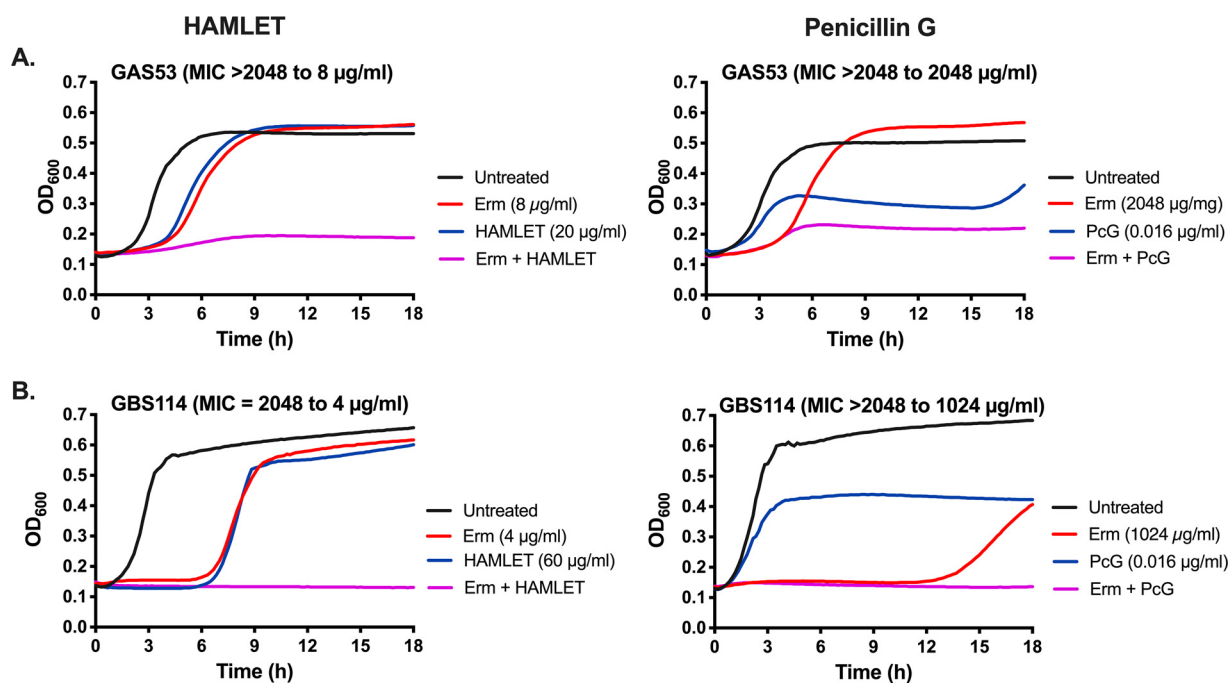 HAMLET
Penicillin G
A.
GAS53 (MIC >2048 to 8 µg/ml)
0.7
0.6
0.5
0.4
0.3
0.2
0.1
0.0
OD600
0 3 6 9 12 15 18
Time (h)
Untreated
Erm (8 µg/ml)
HAMLET (20 µg/ml)
Erm + HAMLET
GAS53 (MIC >2048 to 2048 µg/ml)
0.7
0.6
0.5
0.4
0.3
0.2
0.1
0.0
OD600
0 3 6 9 12 15 18
Time (h)
Untreated
Erm (2048 µg/mg)
PcG (0.016 µg/ml)
Erm + PcG
B.
GBS114 (MIC = 2048 to 4 µg/ml)
0.7
0.6
0.5
0.4
0.3
0.2
0.1
0.0
OD600
0 3 6 9 12 15 18
Time (h)
Untreated
Erm (4 µg/ml)
HAMLET (60 µg/ml)
Erm + HAMLET
GBS114 (MIC >2048 to 1024 µg/ml)
0.7
0.6
0.5
0.4
0.3
0.2
0.1
0.0
OD600
0 3 6 9 12 15 18
Time (h)
Untreated
Erm (1024 µg/ml)
PcG (0.016 µg/ml)
Erm + PcG